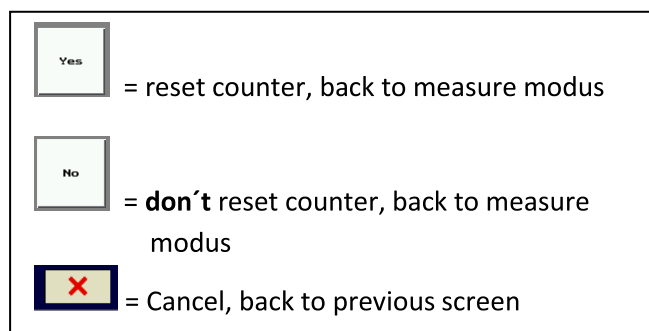 Yes
= reset counter, back to measure modus
No
= don´t reset counter, back to measure
modus
= Cancel, back to previous screen